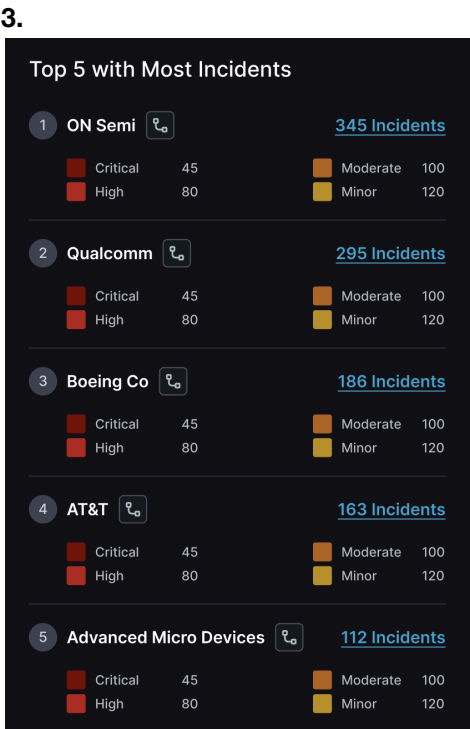 3.
Top 5 with Most Incidents
1 ON Semi 345 Incidents
Critical 45 Moderate 100
High 80 Minor 120
2 Qualcomm 295 Incidents
Critical 45 Moderate 100
High 80 Minor 120
3 Boeing Co 186 Incidents
Critical 45 Moderate 100
High 80 Minor 120
4 AT&T 163 Incidents
Critical 45 Moderate 100
High 80 Minor 120
5 Advanced Micro Devices 112 Incidents
Critical 45 Moderate 100
High 80 Minor 120